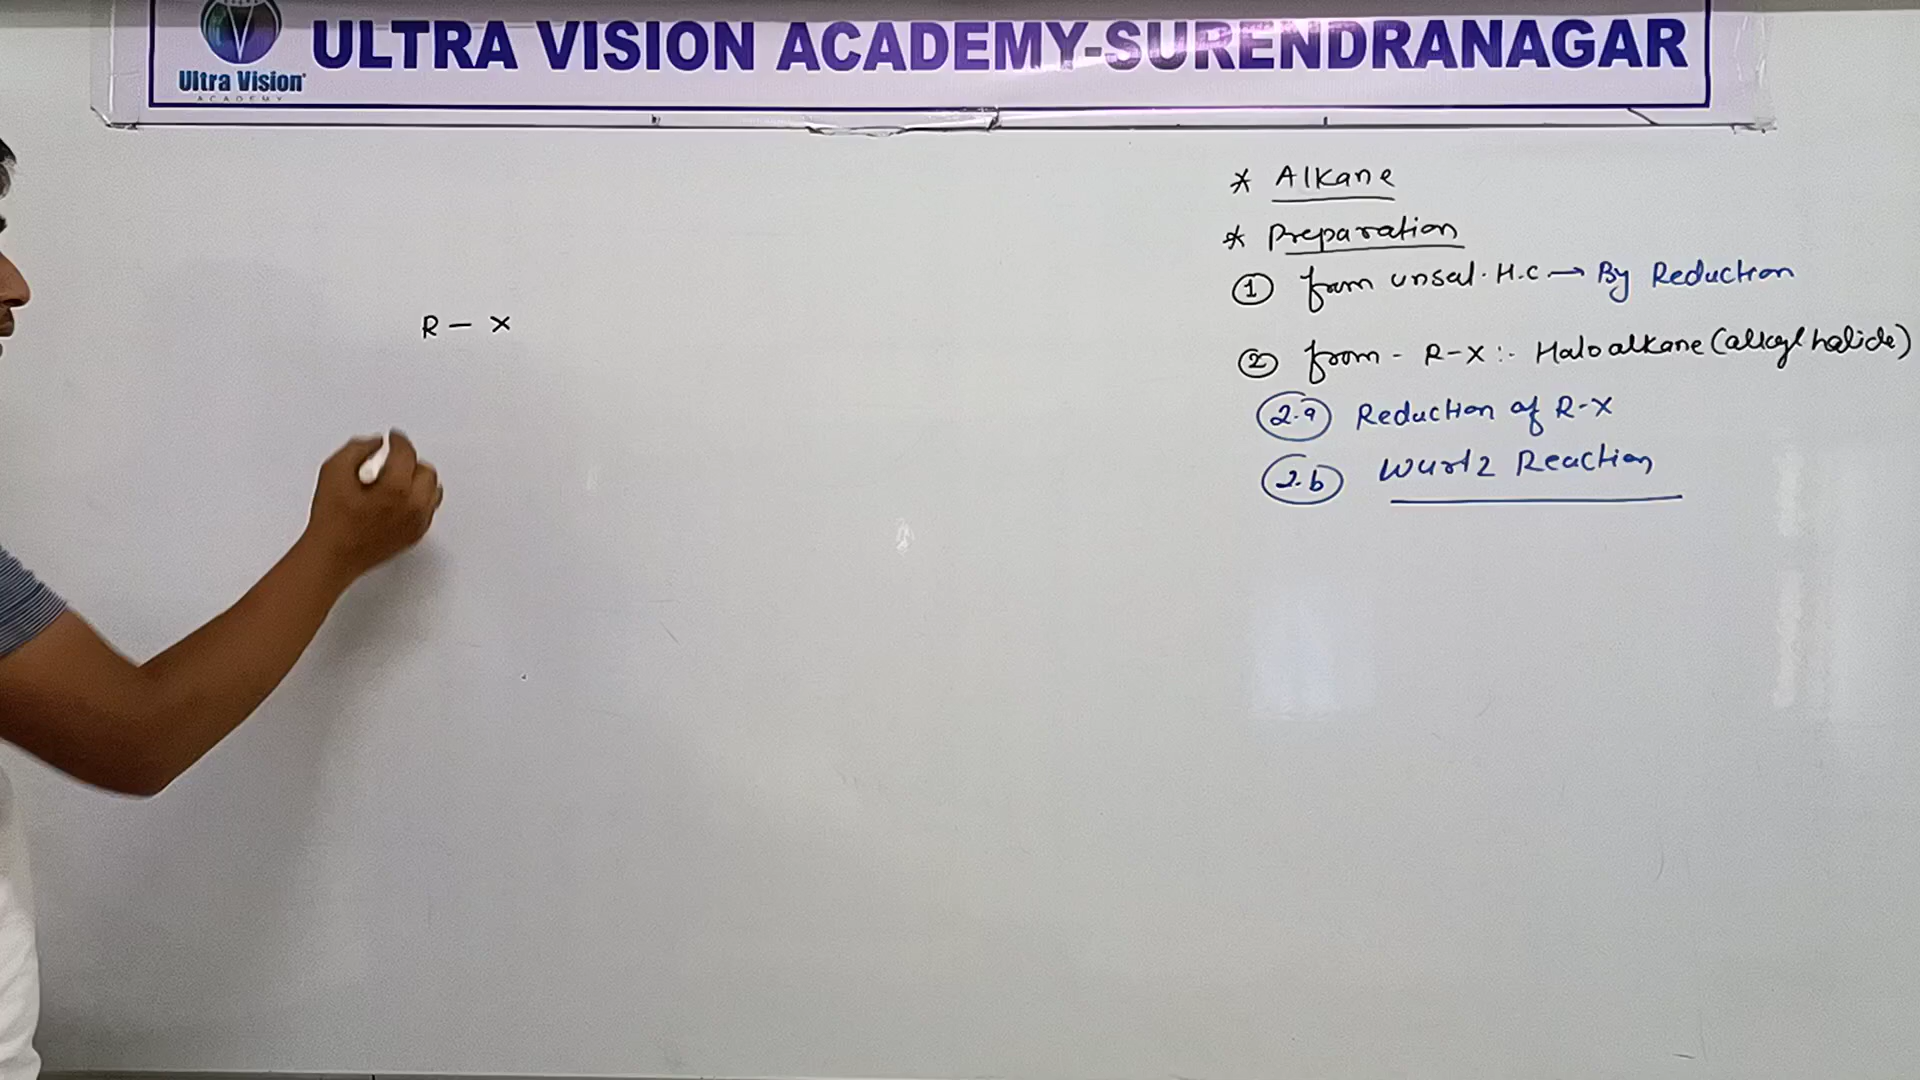 ULTRA VISION ACADEMY-SURENDRANAGAR
Ultra Vision
ACADEMY
* Alkane
* Preparation
① from unsat. H.C → By Reduction
② from - R-X :- Haloalkane (alkyl halide)
2.a Reduction of R-X
2.b Wurtz Reaction
R - X